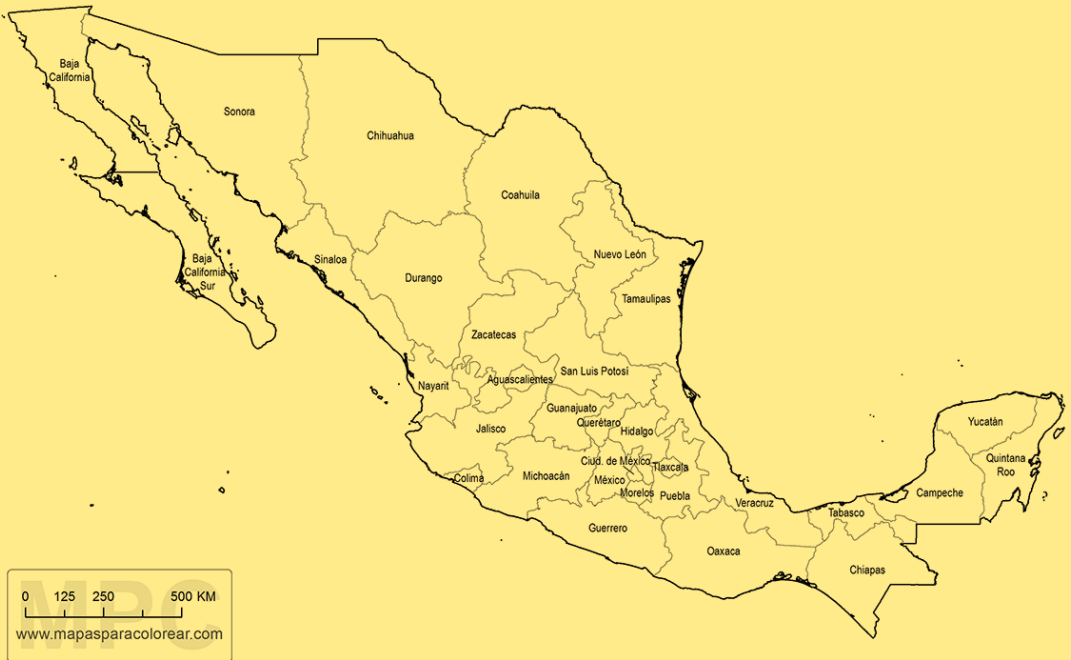 Baja
California
Sonora
Chihuahua
Coahuila
Nuevo León
Sinaloa
Baja
California
Sur
Durango
Tamaulipas
Zacatecas
San Luis Potosí
Nayarit
Aguascalientes
Guanajuato
Querétaro
Jalisco
Hidalgo
Yucatán
Quintana
Roo
Ciud. de México
Tlaxcala
Colima
Michoacán
México
Morelos
Puebla
Veracruz
Campeche
Tabasco
Guerrero
Oaxaca
Chiapas
MPC
0 125 250 500 KM
www.mapasparacolorear.com